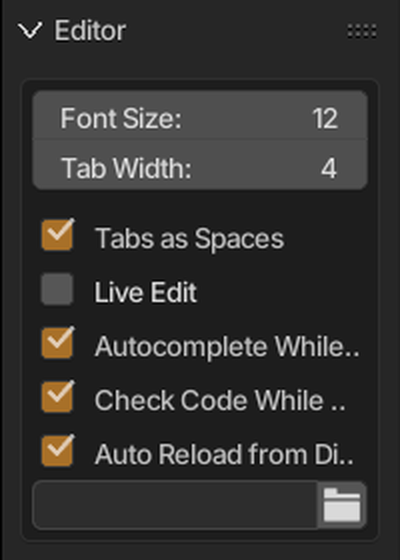 Editor
Font Size: 12
Tab Width: 4
Tabs as Spaces
Live Edit
Autocomplete While..
Check Code While ..
Auto Reload from Di..